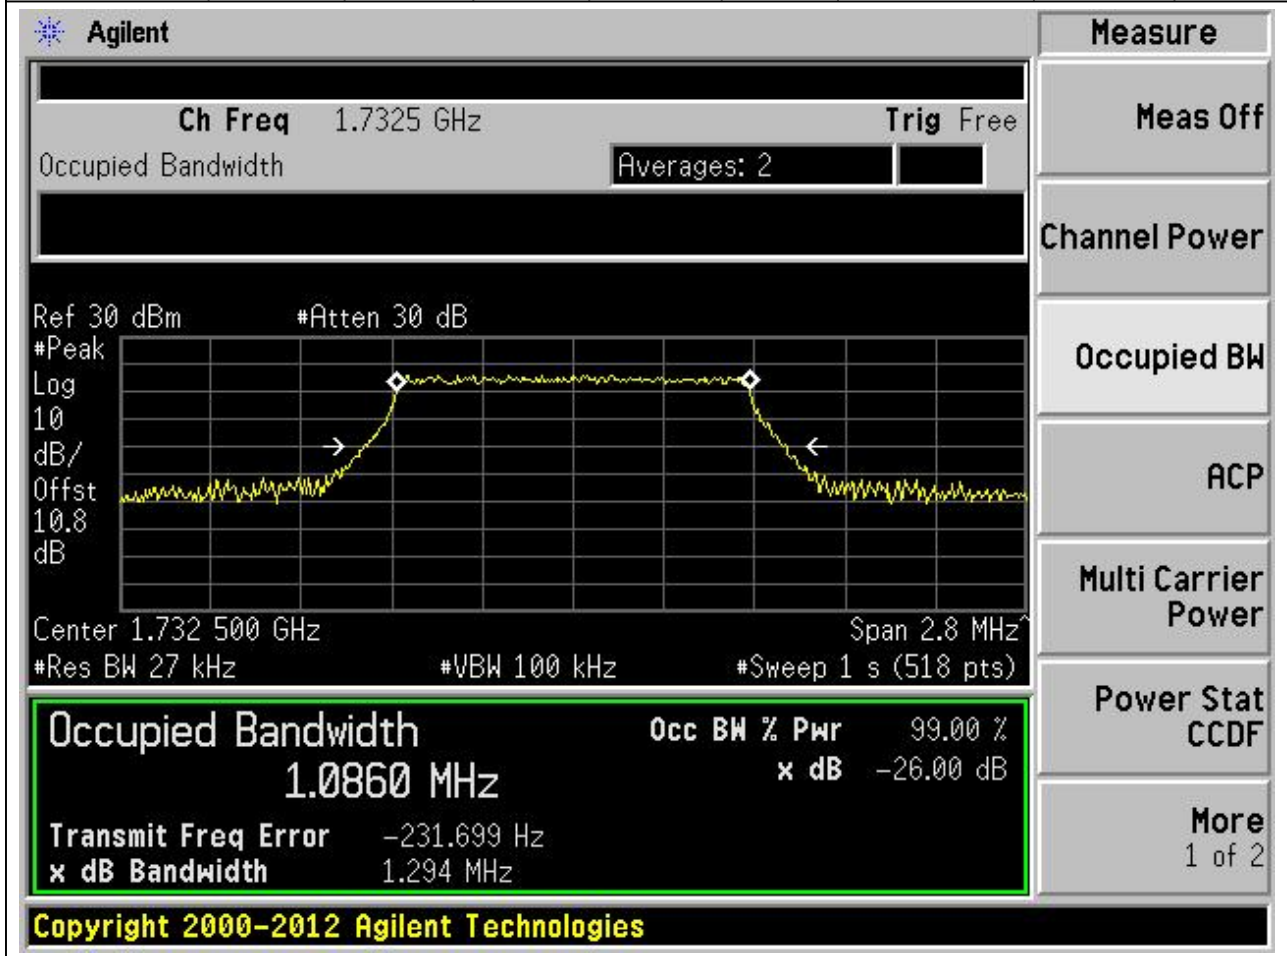 Agilent
Measure
Ch Freq 1.7325 GHz Trig Free
Meas Off
Occupied Bandwidth Averages: 2
Channel Power
Ref 30 dBm #Atten 30 dB
#Peak
Log
10
dB/
Offst
10.8
dB
Occupied BW
ACP
Center 1.732 500 GHz Span 2.8 MHz^
#Res BW 27 kHz #VBW 100 kHz #Sweep 1 s (518 pts)
Multi Carrier
Power
Occupied Bandwidth Occ BW % Pwr 99.00 %
1.0860 MHz x dB -26.00 dB
Power Stat
CCDF
Transmit Freq Error -231.699 Hz
x dB Bandwidth 1.294 MHz
More
1 of 2
Copyright 2000-2012 Agilent Technologies